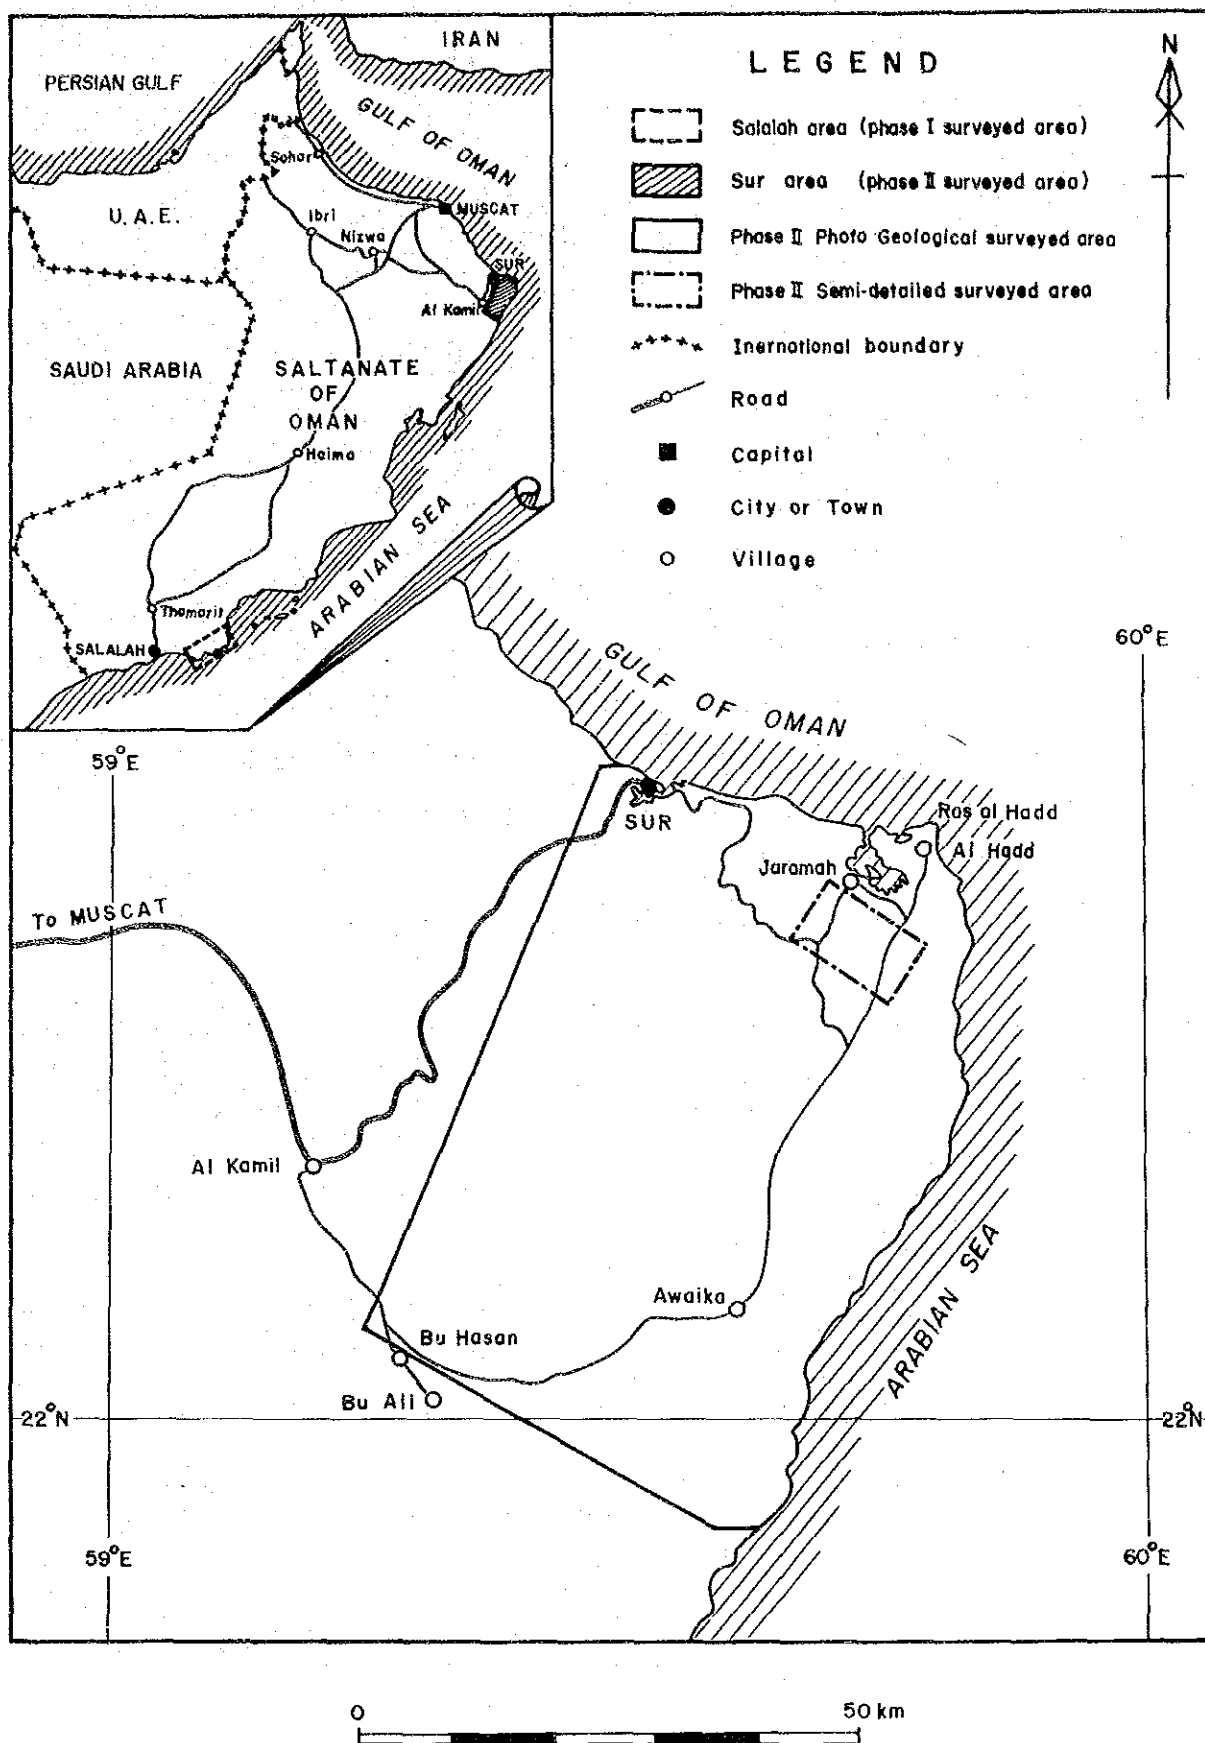 IRAN
PERSIAN GULF
GULF OF OMAN
Sohar
U.A.E.
MUSCAT
Ibri
Nizwa
SUR
Al Kamil
SAUDI ARABIA
SALTANATE
OF
OMAN
Haima
ARABIAN SEA
Thamarit
SALALAH
LEGEND
N
Salalah area (phase I surveyed area)
Sur area (phase II surveyed area)
Phase II Photo Geological surveyed area
Phase II Semi-detailed surveyed area
Inernational boundary
Road
Capital
City or Town
Village
60°E
GULF OF OMAN
59°E
SUR
Ras al Hadd
Al Hadd
Jaramah
To MUSCAT
Al Kamil
Awaika
ARABIAN SEA
Bu Hasan
Bu Ali
22°N
22°N
59°E
60°E
0 50 km